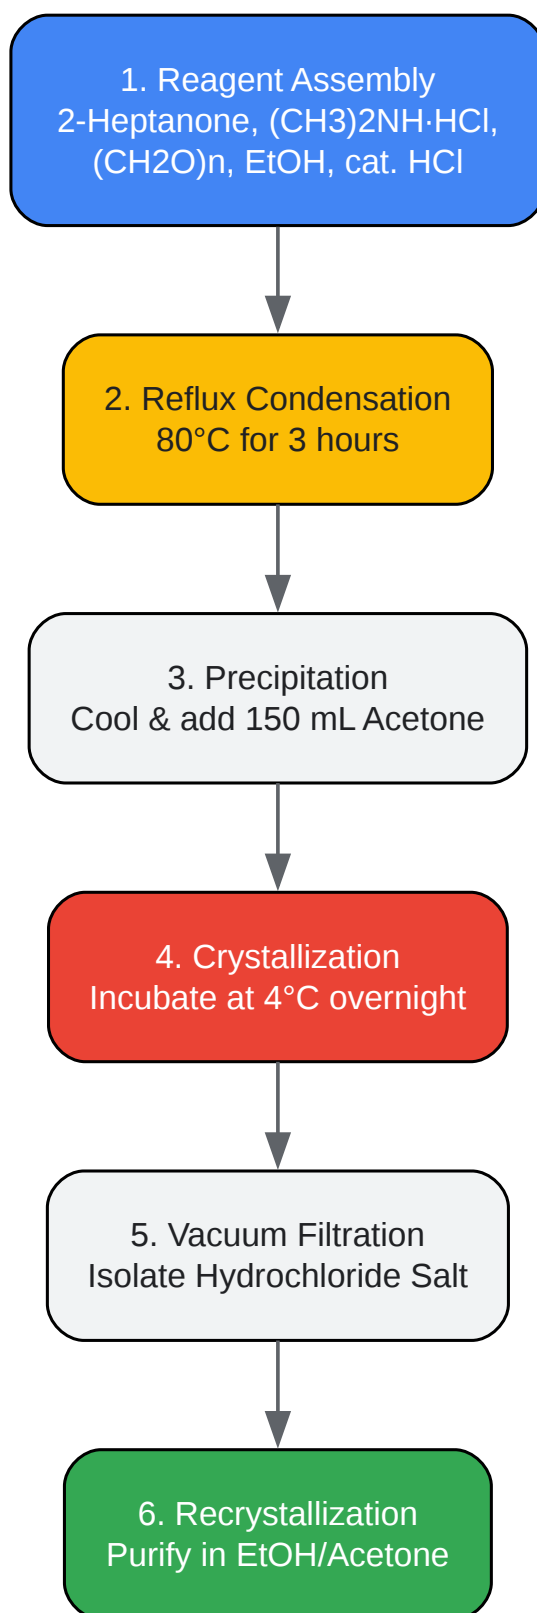 1. Reagent Assembly
2-Heptanone, (CH3)2NH·HCl,
(CH2O)n, EtOH, cat. HCl
2. Reflux Condensation
80°C for 3 hours
3. Precipitation
Cool & add 150 mL Acetone
4. Crystallization
Incubate at 4°C overnight
5. Vacuum Filtration
Isolate Hydrochloride Salt
6. Recrystallization
Purify in EtOH/Acetone